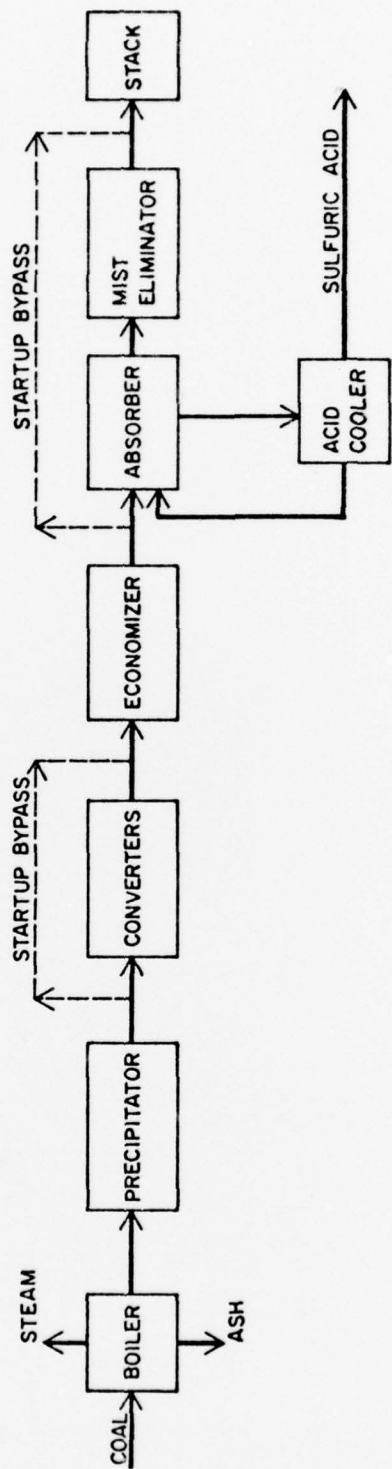 COAL
STEAM
BOILER
ASH
PRECIPITATOR
STARTUP BYPASS
CONVERTERS
ECONOMIZER
STARTUP BYPASS
ABSORBER
MIST
ELIMINATOR
STACK
ACID
COOLER
SULFURIC ACID